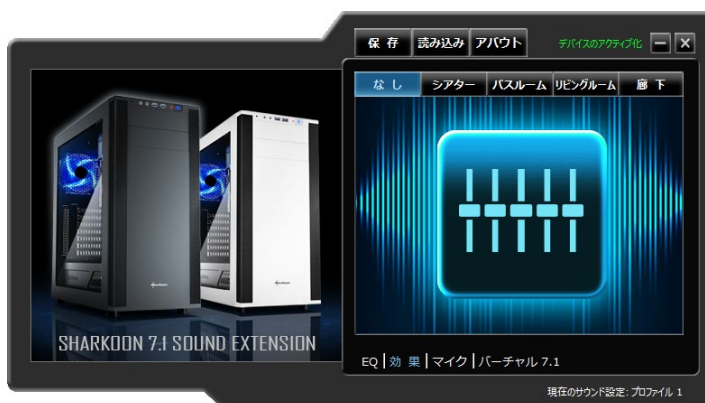 保 存 読み込み アバウト デバイスのアクティブ化
なし シアター バスルーム リビングルーム 廊 下
SHARKOON 7.1 SOUND EXTENSION
EQ 効 果 マイク バーチャル 7.1
現在のサウンド設定: プロファイル 1